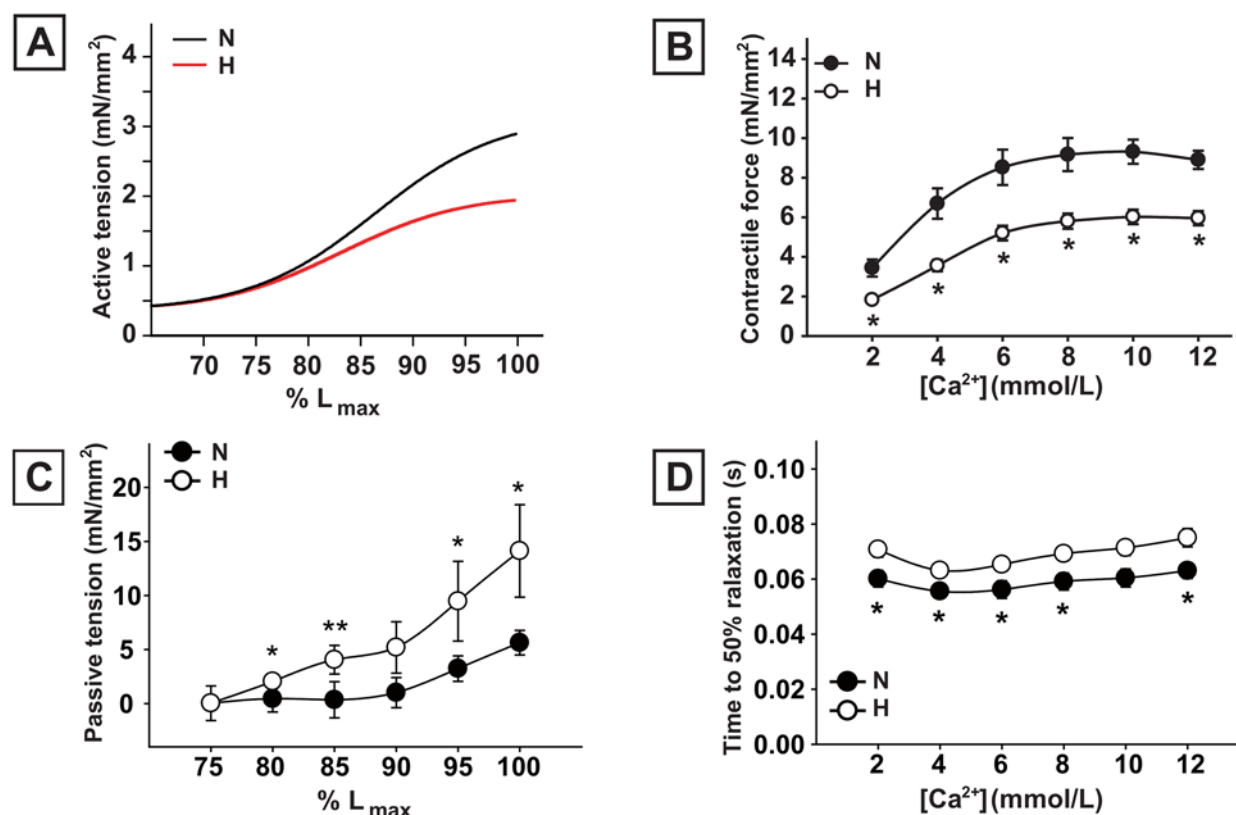 A
Active tension (mN/mm²)
N
H
4
3
2
1
0
70 75 80 85 90 95 100
% Lmax
B
Contractile force (mN/mm²)
N
H
14
12
10
8
6
4
2
0
* * * * * *
2 4 6 8 10 12
[Ca²⁺] (mmol/L)
C
Passive tension (mN/mm²)
N
H
20
15
10
5
0
* ** * *
75 80 85 90 95 100
% Lmax
D
Time to 50% ralaxation (s)
0.10
0.08
0.06
0.04
0.02
0.00
* * * * *
N
H
2 4 6 8 10 12
[Ca²⁺] (mmol/L)